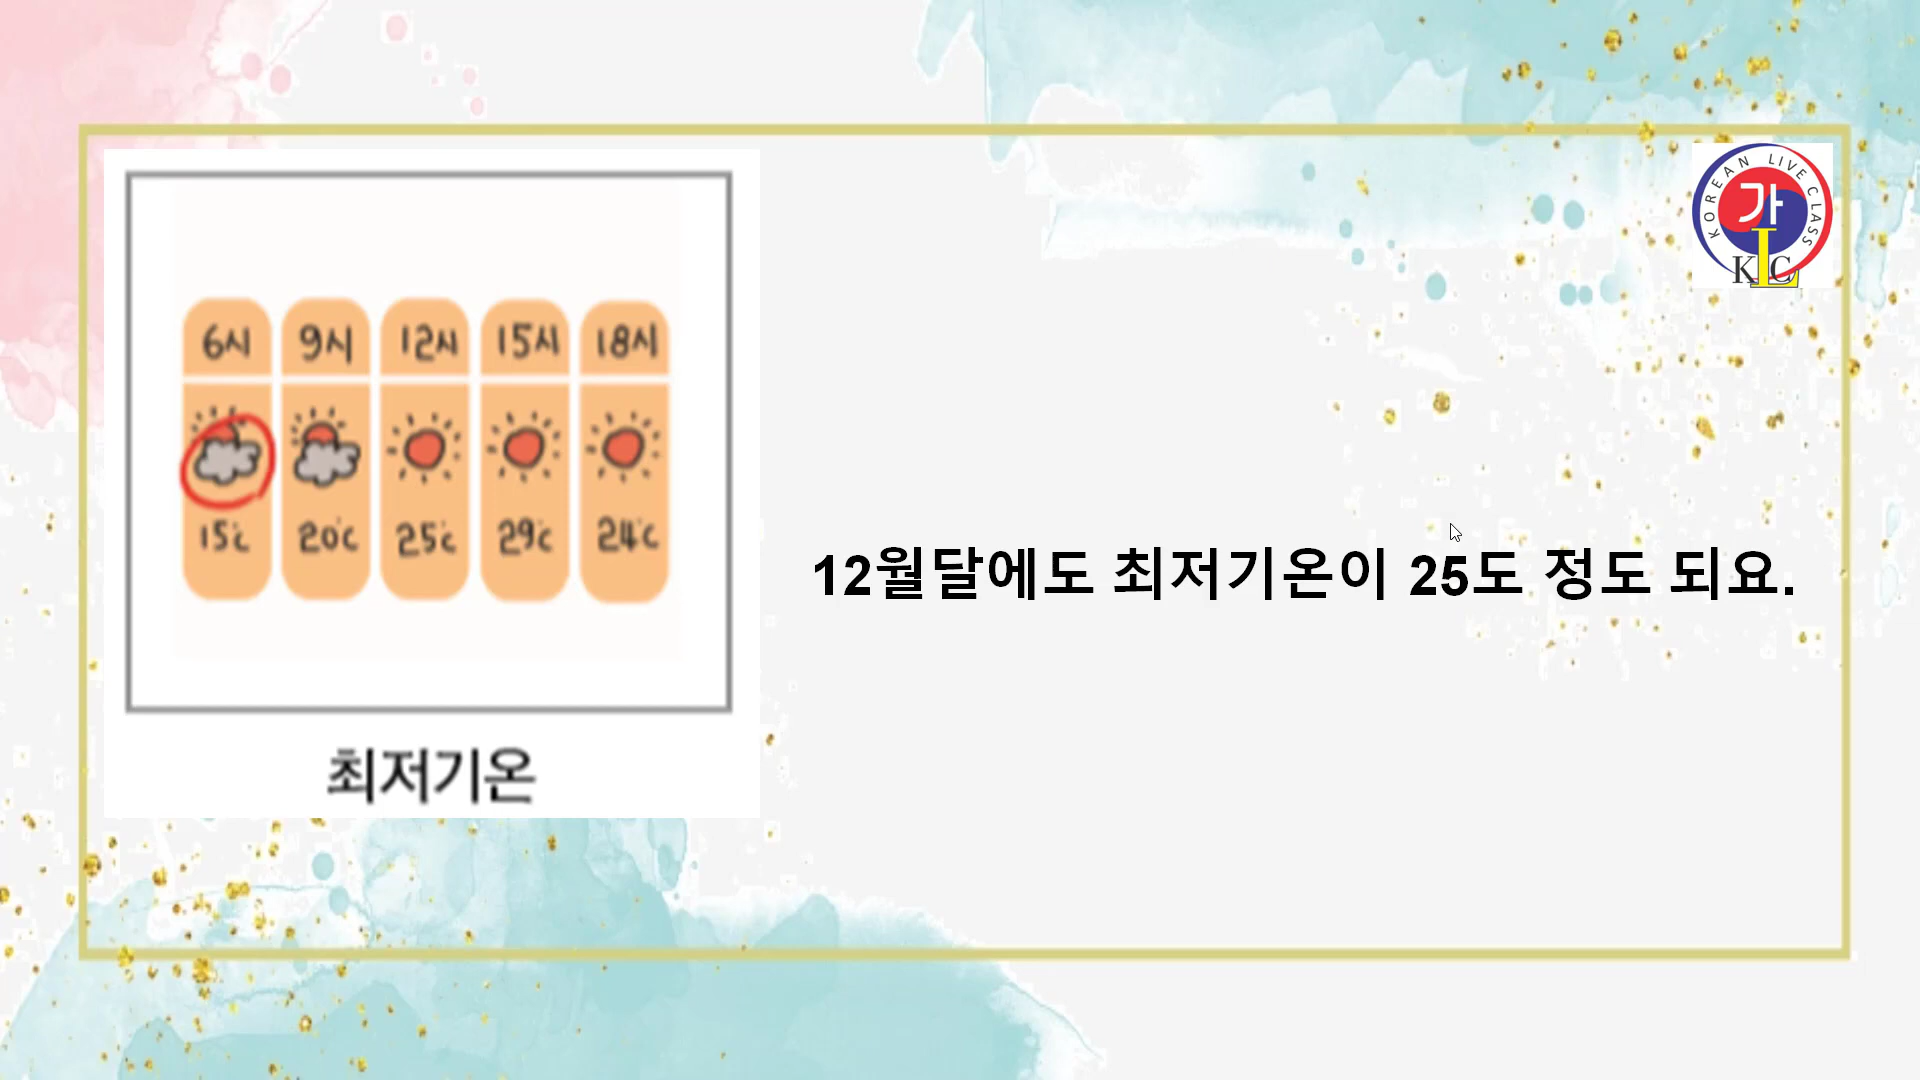 KOREAN LIVE CLASS
가
KLC
6시 9시 12시 15시 18시
15℃ 20℃ 25℃ 29℃ 24℃
최저기온
12월달에도 최저기온이 25도 정도 되요.